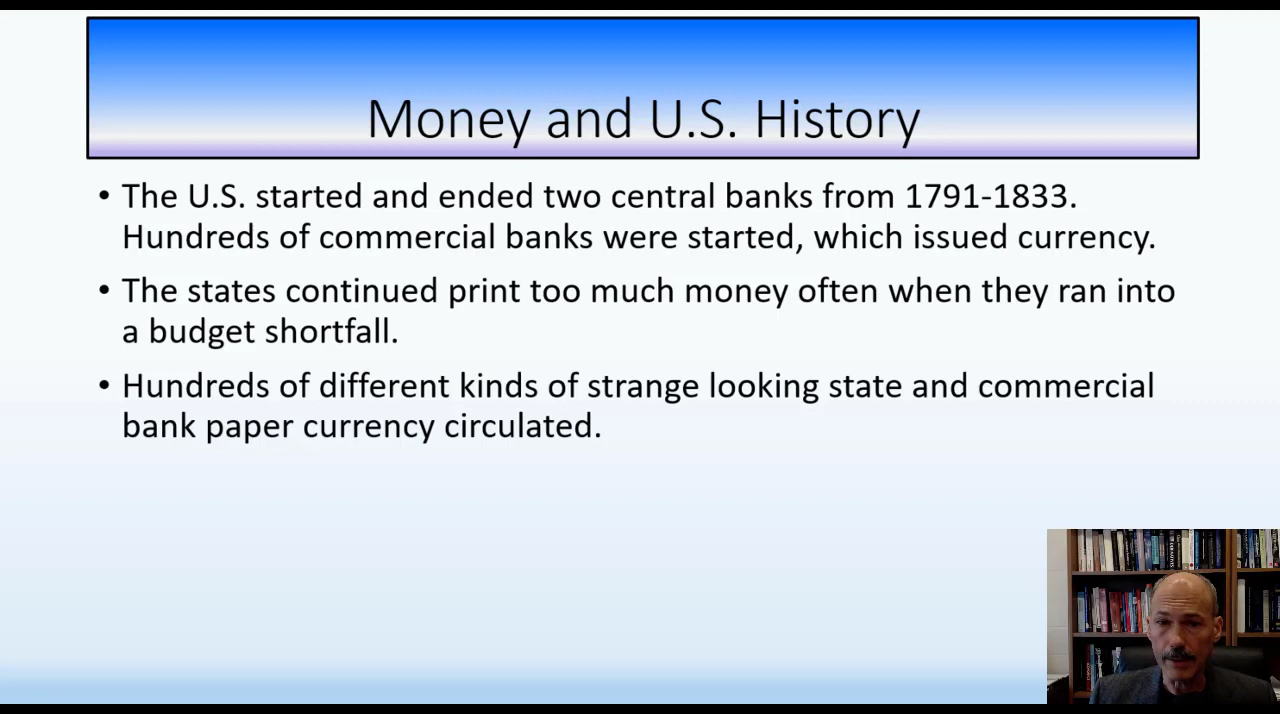 Money and U.S. History
• The U.S. started and ended two central banks from 1791-1833.
Hundreds of commercial banks were started, which issued currency.
• The states continued print too much money often when they ran into
a budget shortfall.
• Hundreds of different kinds of strange looking state and commercial
bank paper currency circulated.